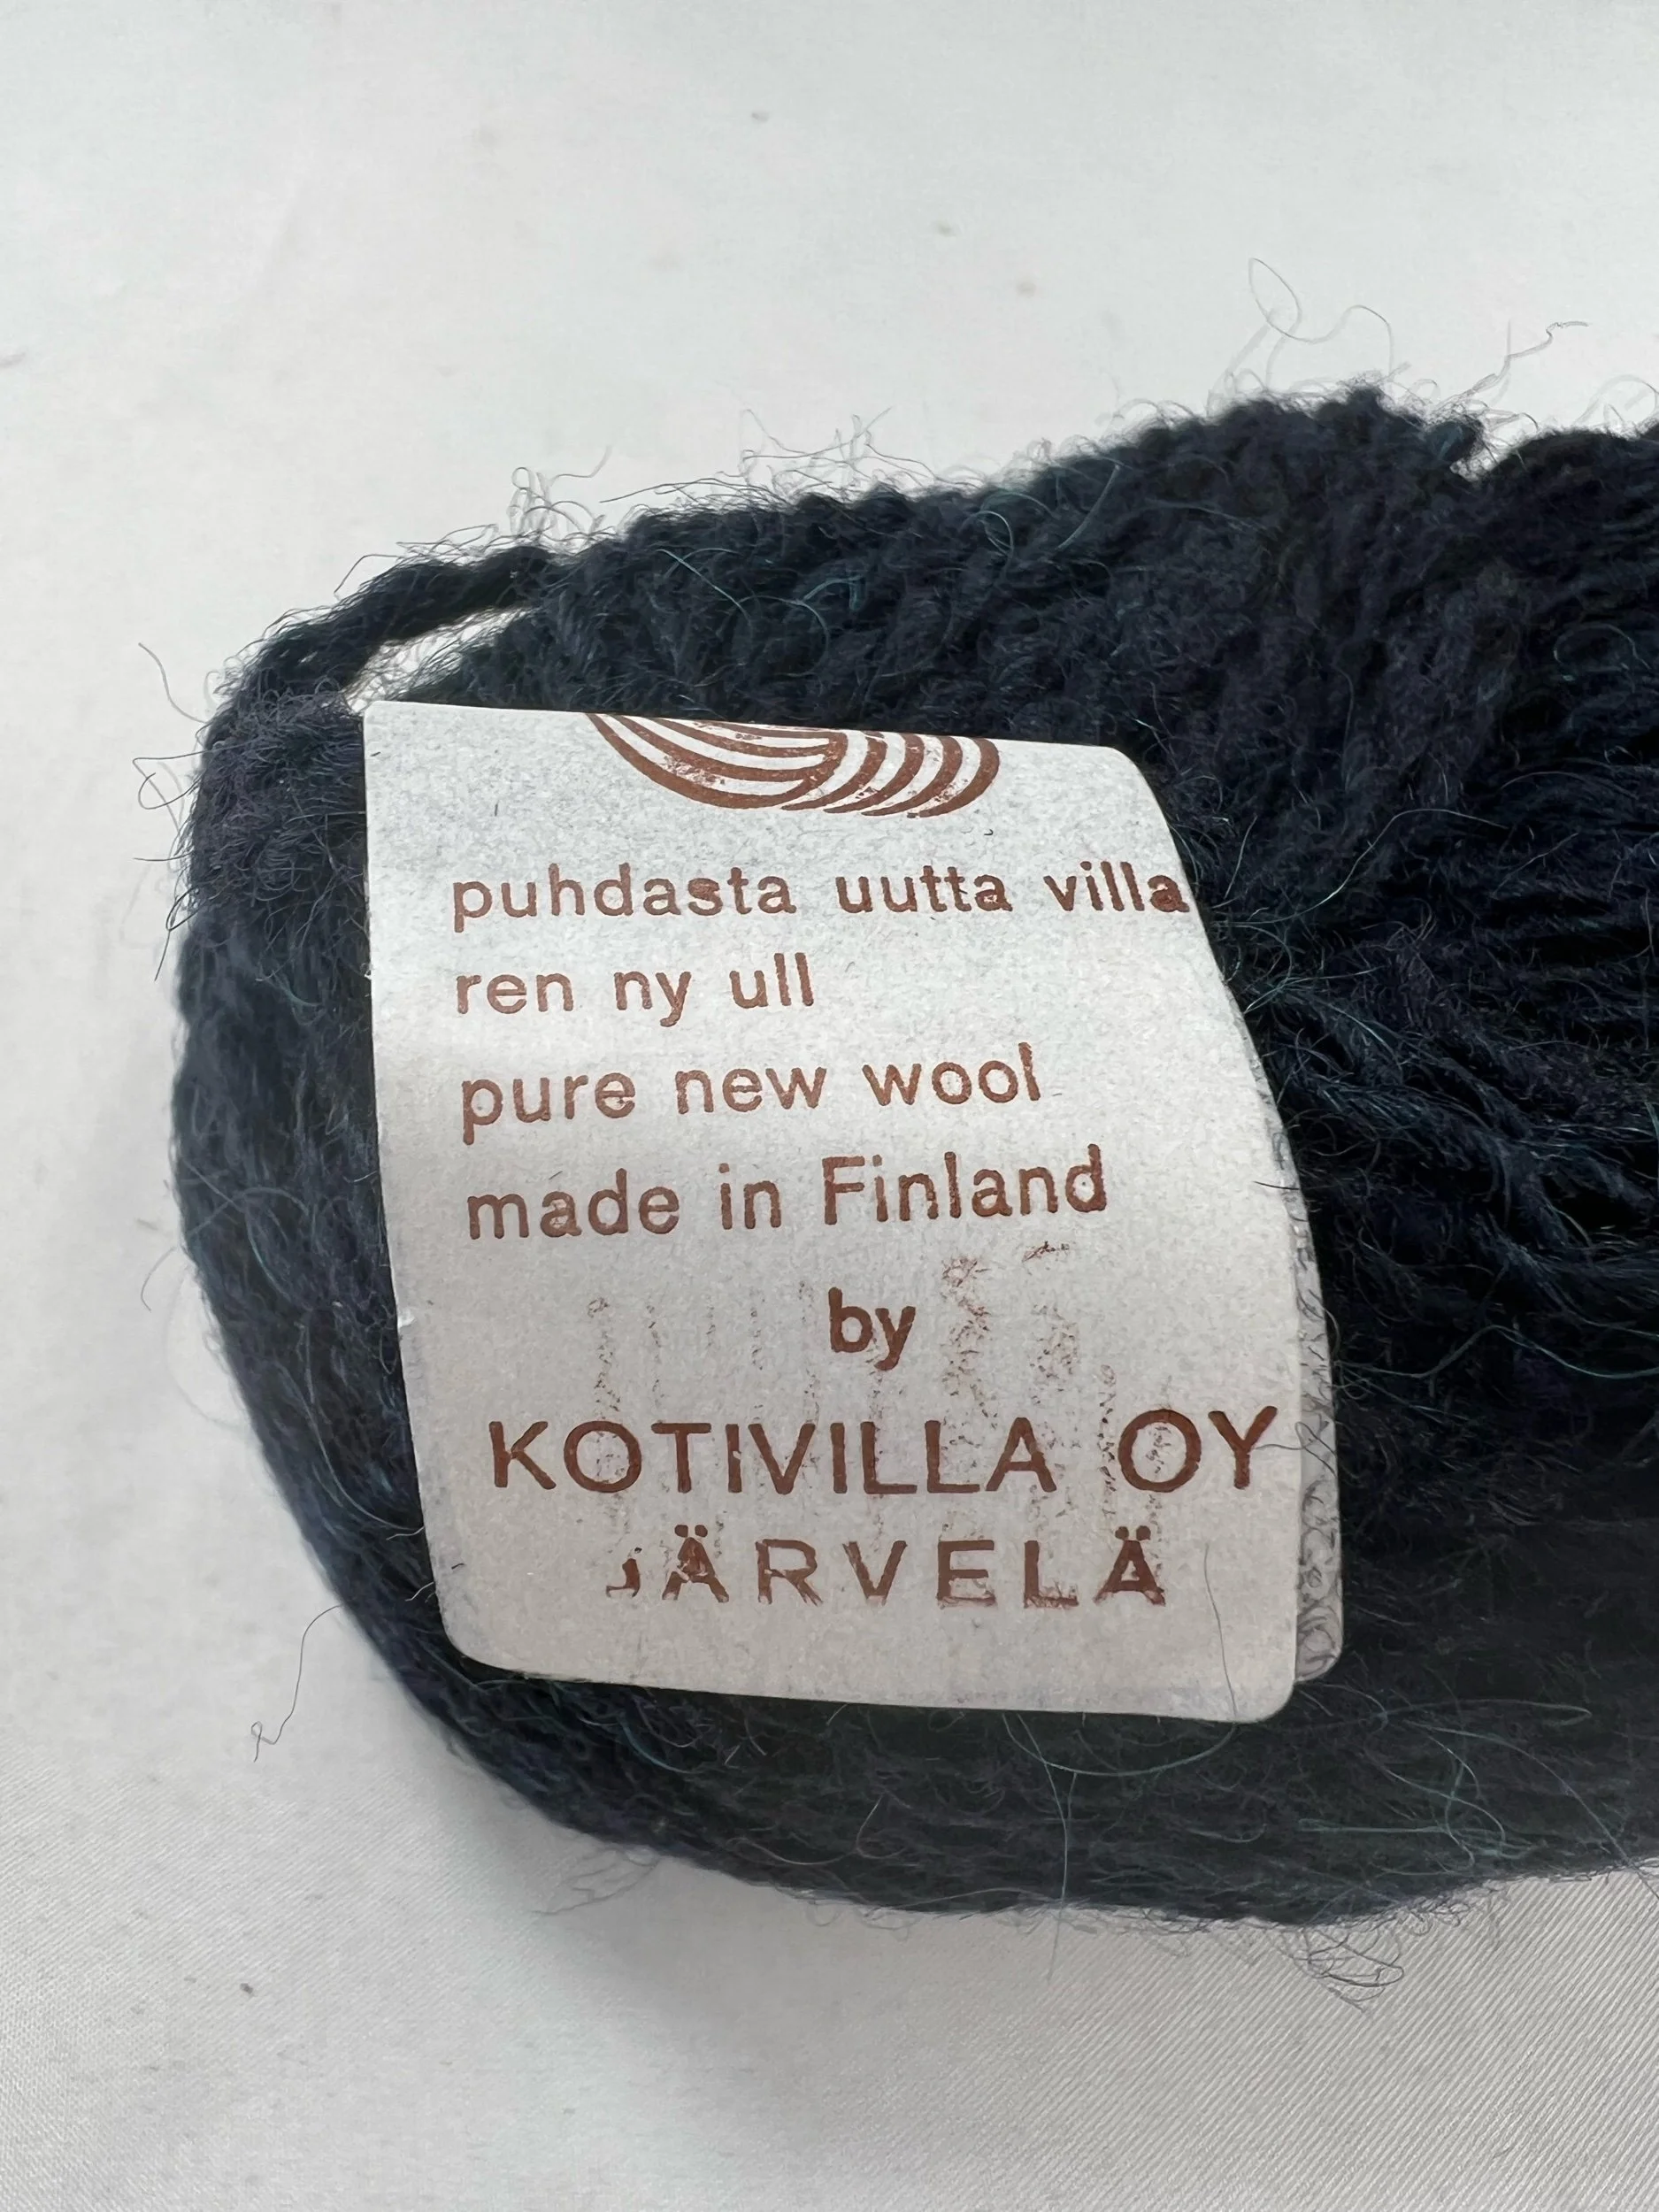 puhdasta uutta villa
ren ny ull
pure new wool
made in Finland
by
KOTIVILLA OY
JÄRVELÄ